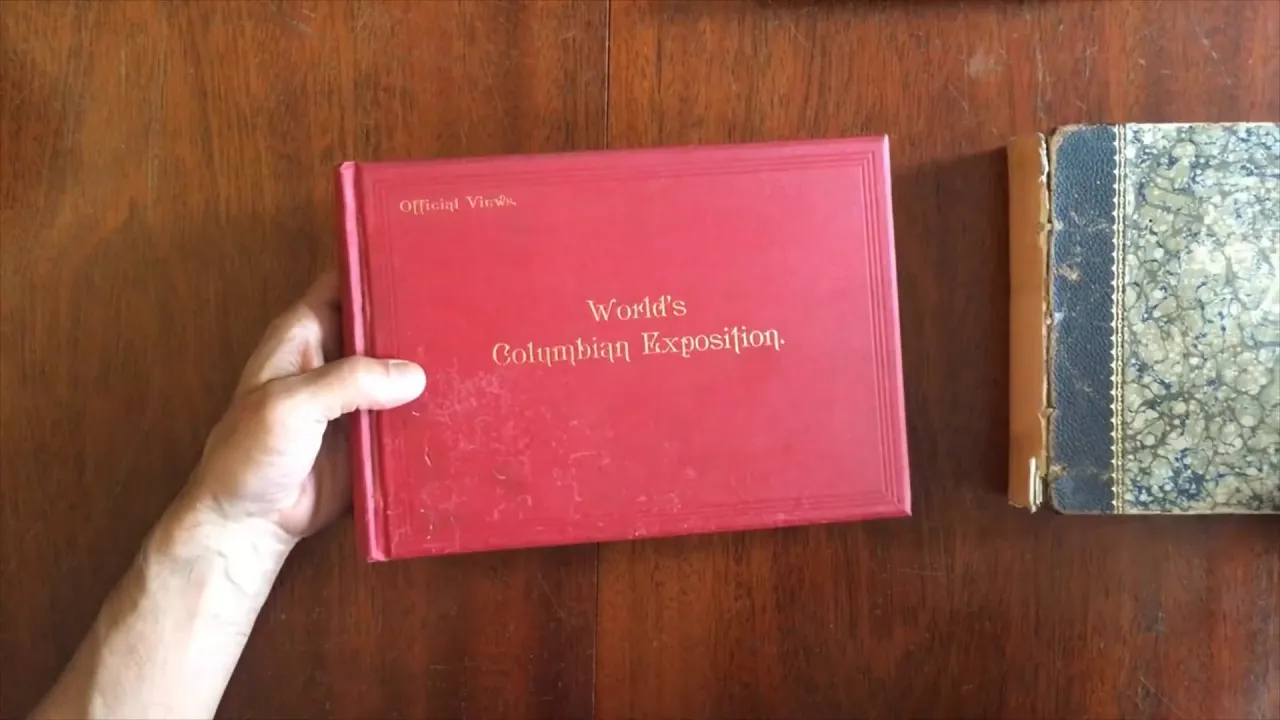 Official Views.
World's
Columbian Exposition.